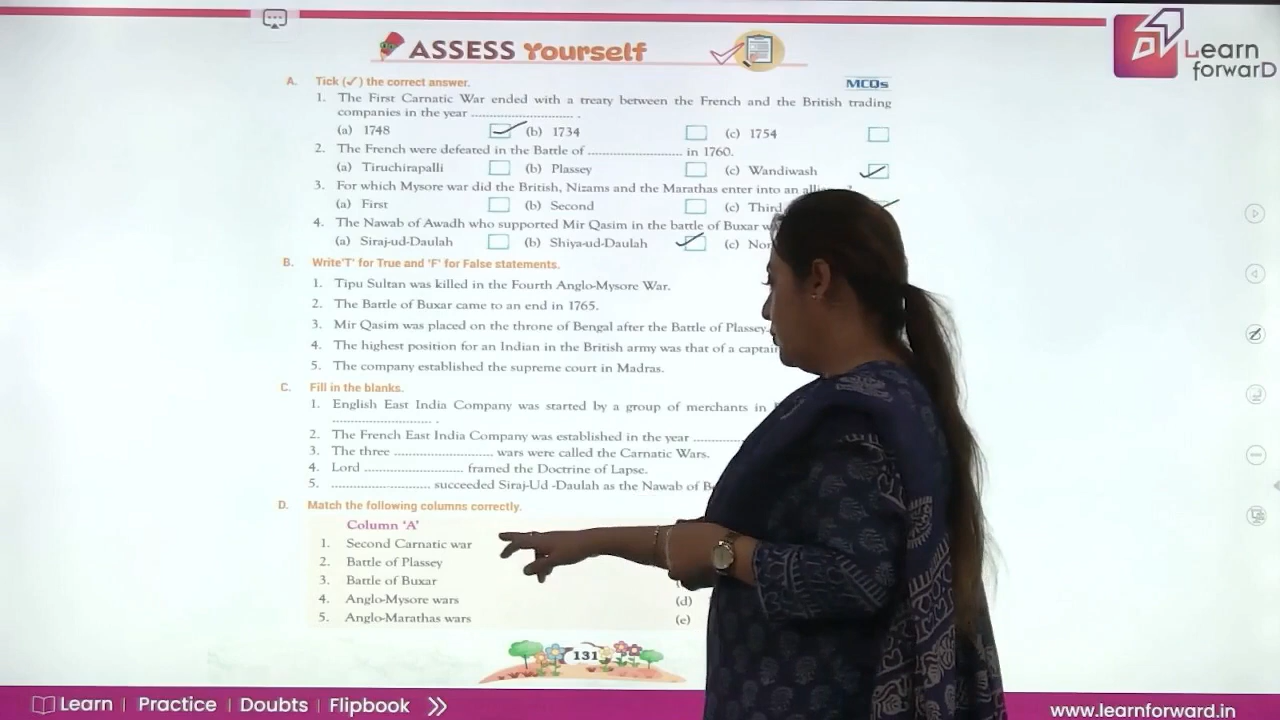 ASSESS Yourself
Learn
forwarD
A. Tick (✓) the correct answer.
MCQs
1. The First Carnatic War ended with a treaty between the French and the British trading
companies in the year .......................... .
(a) 1748 (b) 1734 (c) 1754
2. The French were defeated in the Battle of ........................ in 1760.
(a) Tiruchirapalli (b) Plassey (c) Wandiwash
3. For which Mysore war did the British, Nizams and the Marathas enter into an
(a) First (b) Second (c) Third
4. The Nawab of Awadh who supported Mir Qasim in the battle of Buxar
(a) Siraj-ud-Daulah (b) Shiya-ud-Daulah (c)
B. Write'T' for True and 'F' for False statements.
1. Tipu Sultan was killed in the Fourth Anglo-Mysore War.
2. The Battle of Buxar came to an end in 1765.
3. Mir Qasim was placed on the throne of Bengal after the Battle of Plassey.
4. The highest position for an Indian in the British army was that of a captain
5. The company established the supreme court in Madras.
C. Fill in the blanks.
1. English East India Company was started by a group of merchants in
.......................... .
2. The French East India Company was established in the year .............
3. The three .......................... wars were called the Carnatic Wars.
4. Lord .......................... framed the Doctrine of Lapse.
5. .......................... succeeded Siraj-Ud -Daulah as the Nawab of
D. Match the following columns correctly.
Column 'A'
1. Second Carnatic war
2. Battle of Plassey
3. Battle of Buxar
4. Anglo-Mysore wars (d)
5. Anglo-Marathas wars (e)
131
Learn | Practice | Doubts | Flipbook
www.learnforward.in